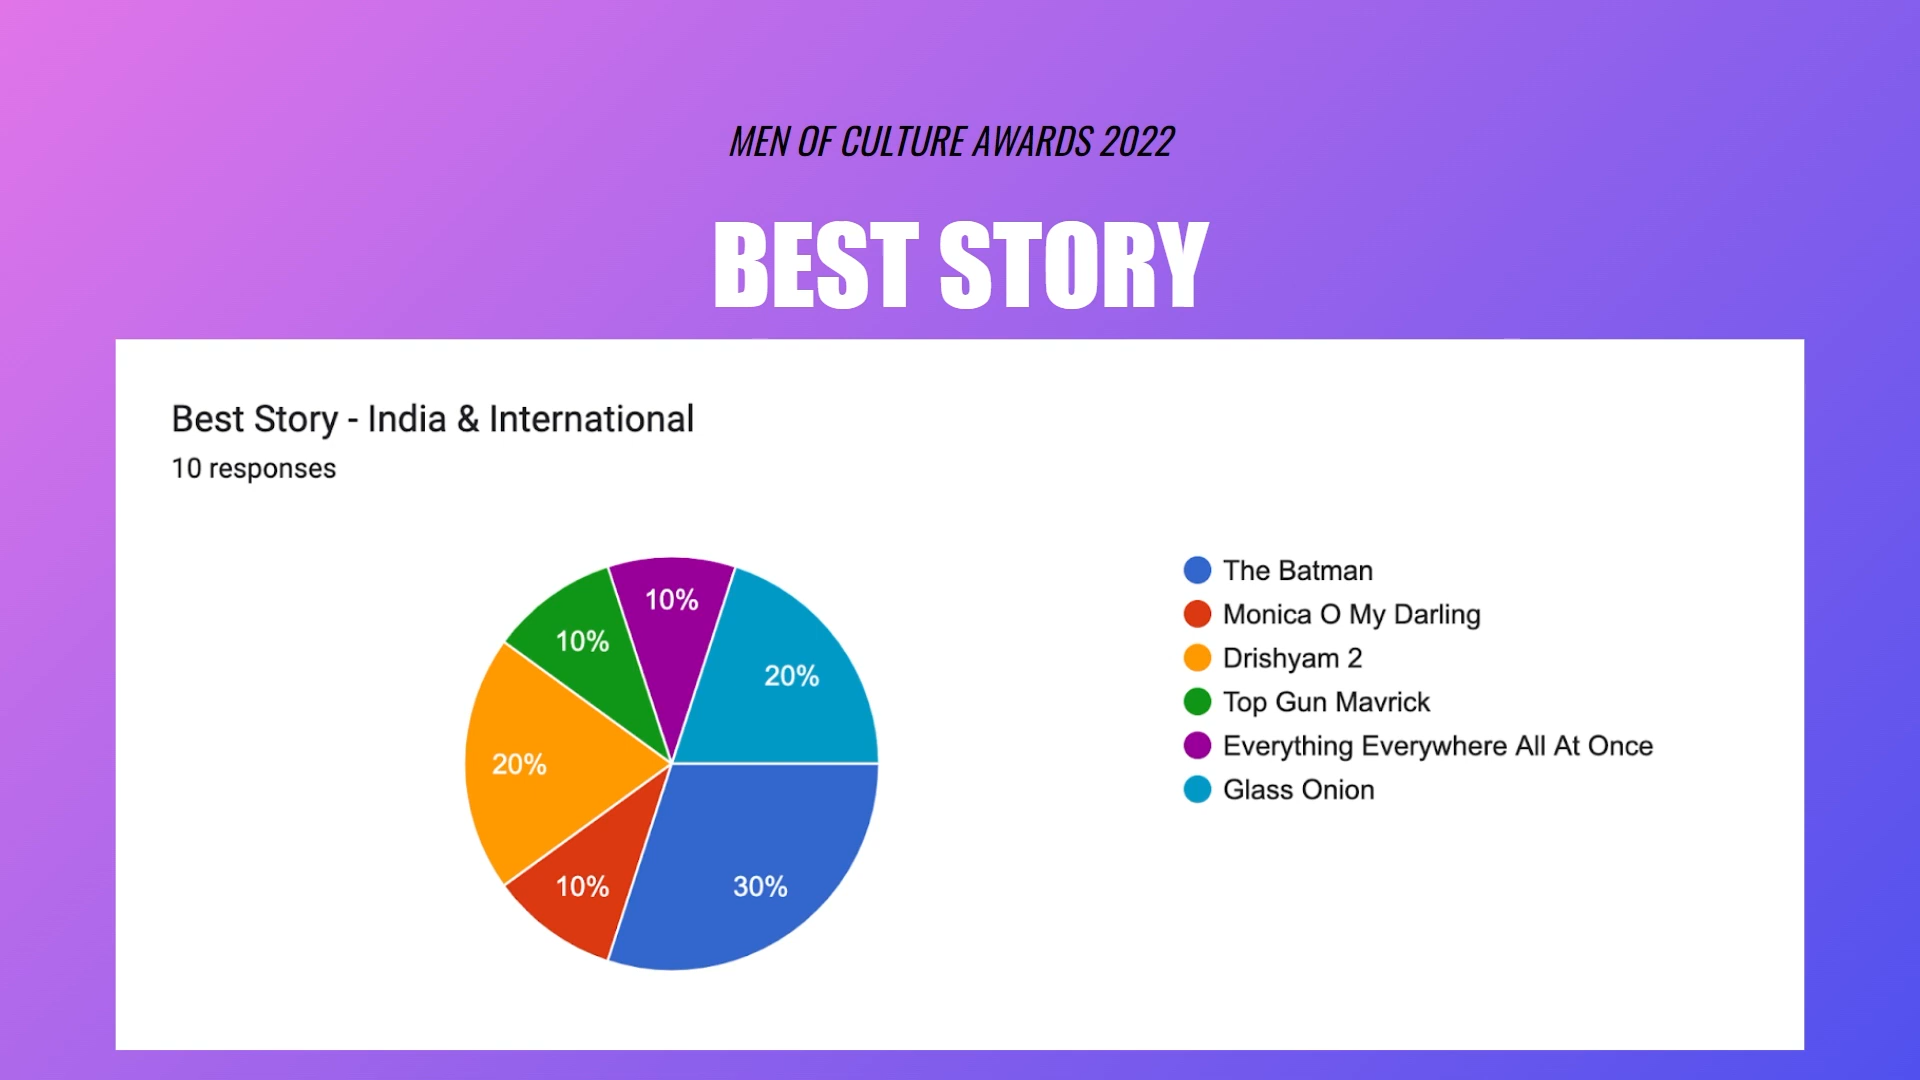 MEN OF CULTURE AWARDS 2022
BEST STORY
Best Story - India & International
10 responses
10%
10%
20%
20%
10%
30%
The Batman
Monica O My Darling
Drishyam 2
Top Gun Mavrick
Everything Everywhere All At Once
Glass Onion